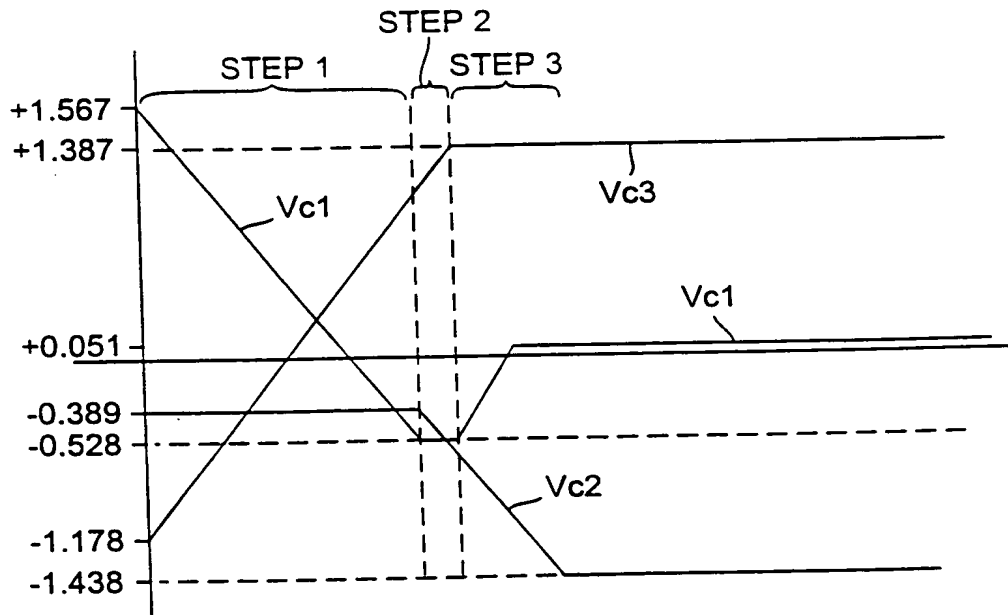 STEP 2
STEP 1
STEP 3
+1.567
+1.387
Vc3
Vc1
Vc1
+0.051
-0.389
-0.528
Vc2
-1.178
-1.438